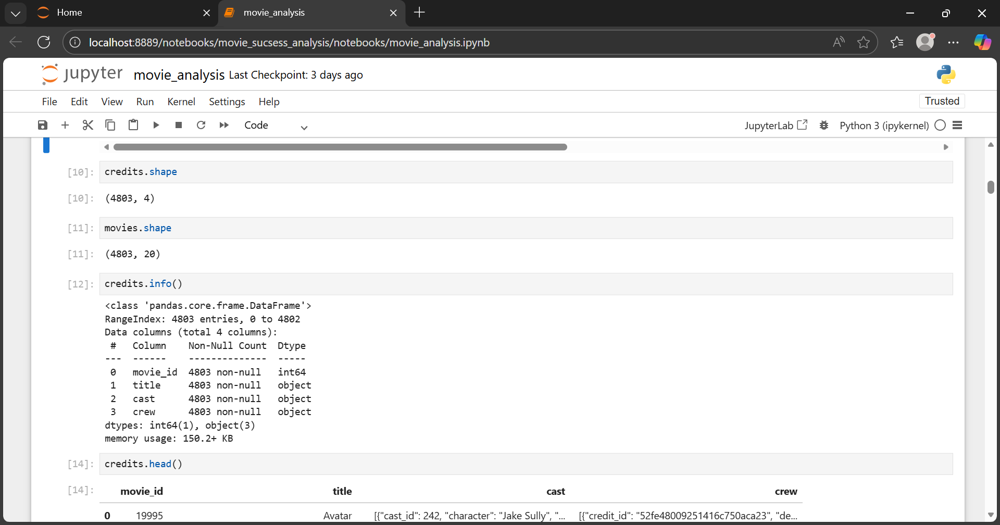 Home
movie_analysis
localhost:8889/notebooks/movie_sucsess_analysis/notebooks/movie_analysis.ipynb
jupyter movie_analysis Last Checkpoint: 3 days ago
File Edit View Run Kernel Settings Help Trusted
Code JupyterLab Python 3 (ipykernel)
[10]: credits.shape
[10]: (4803, 4)
[11]: movies.shape
[11]: (4803, 20)
[12]: credits.info()
<class 'pandas.core.frame.DataFrame'>
RangeIndex: 4803 entries, 0 to 4802
Data columns (total 4 columns):
# Column Non-Null Count Dtype
--- ------ -------------- -----
0 movie_id 4803 non-null int64
1 title 4803 non-null object
2 cast 4803 non-null object
3 crew 4803 non-null object
dtypes: int64(1), object(3)
memory usage: 150.2+ KB
[14]: credits.head()
[14]: movie_id title cast crew
0 19995 Avatar [{"cast_id": 242, "character": "Jake Sully", "... [{"credit_id": "52fe48009251416c750aca23", "de...